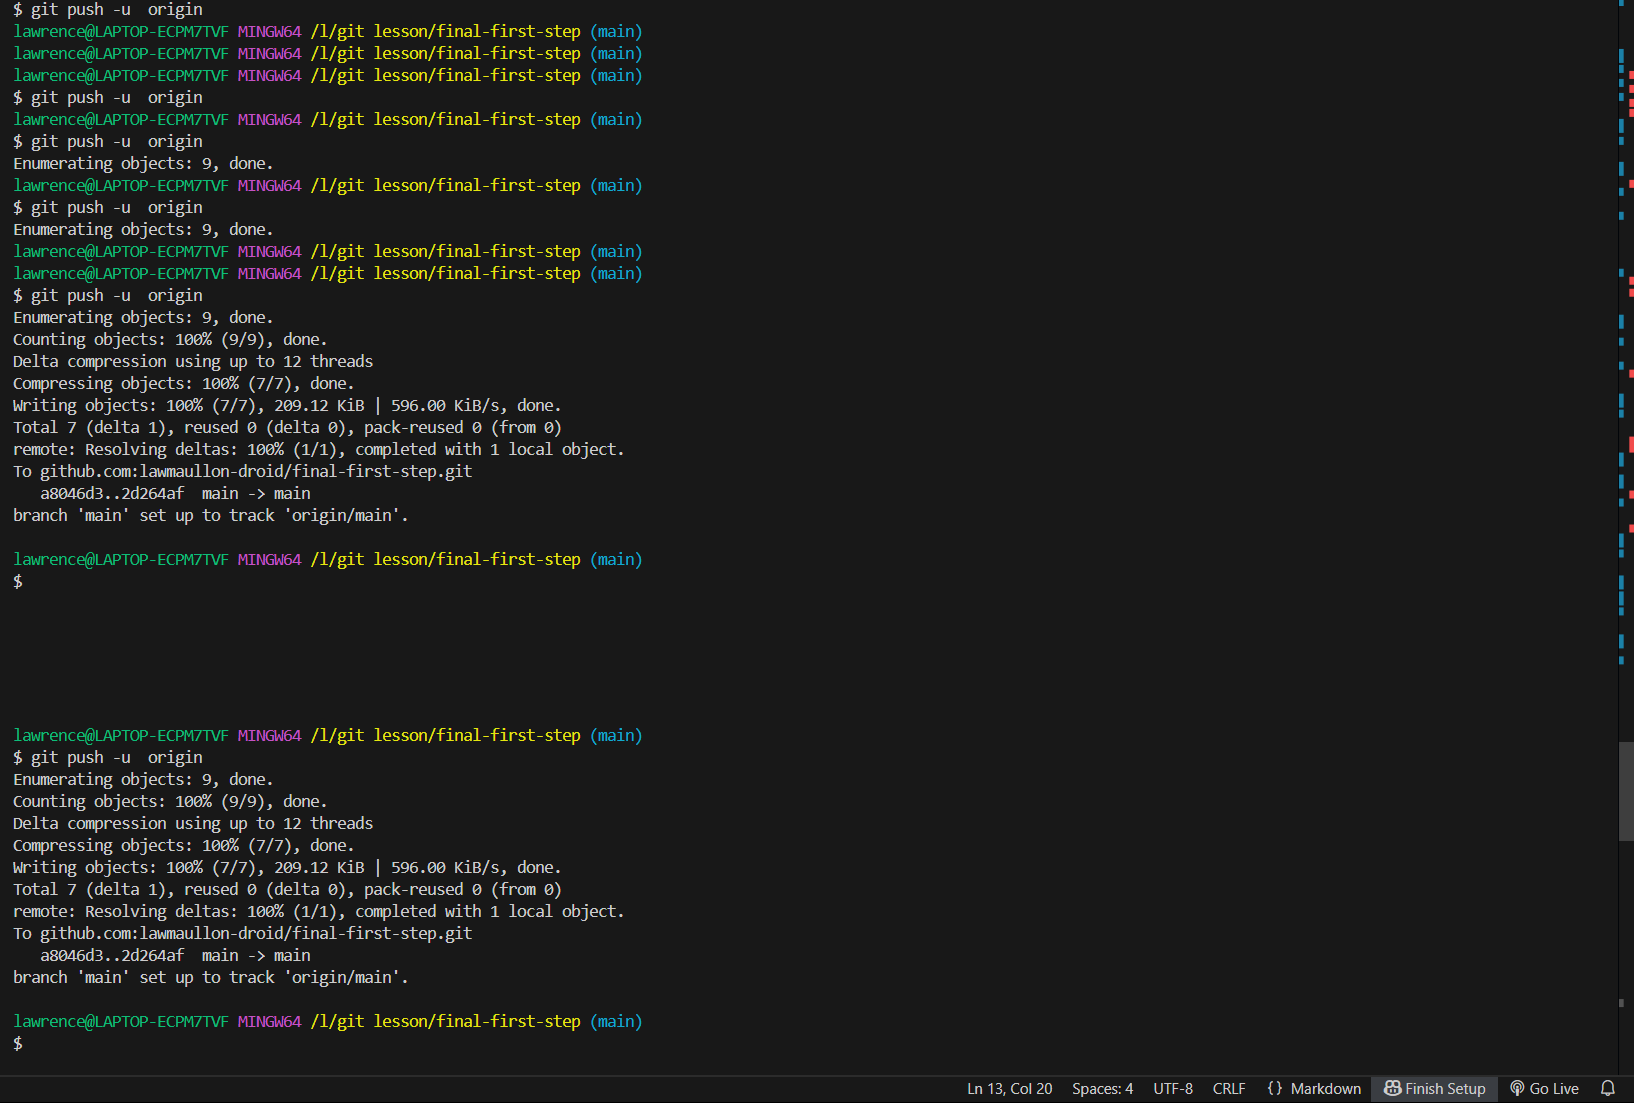 $ git push -u  origin
lawrence@LAPTOP-ECPM7TVF MINGW64 /l/git lesson/final-first-step (main)
lawrence@LAPTOP-ECPM7TVF MINGW64 /l/git lesson/final-first-step (main)
lawrence@LAPTOP-ECPM7TVF MINGW64 /l/git lesson/final-first-step (main)
$ git push -u  origin
lawrence@LAPTOP-ECPM7TVF MINGW64 /l/git lesson/final-first-step (main)
$ git push -u  origin
Enumerating objects: 9, done.
lawrence@LAPTOP-ECPM7TVF MINGW64 /l/git lesson/final-first-step (main)
$ git push -u  origin
Enumerating objects: 9, done.
lawrence@LAPTOP-ECPM7TVF MINGW64 /l/git lesson/final-first-step (main)
lawrence@LAPTOP-ECPM7TVF MINGW64 /l/git lesson/final-first-step (main)
$ git push -u  origin
Enumerating objects: 9, done.
Counting objects: 100% (9/9), done.
Delta compression using up to 12 threads
Compressing objects: 100% (7/7), done.
Writing objects: 100% (7/7), 209.12 KiB | 596.00 KiB/s, done.
Total 7 (delta 1), reused 0 (delta 0), pack-reused 0 (from 0)
remote: Resolving deltas: 100% (1/1), completed with 1 local object.
To github.com:lawmaullon-droid/final-first-step.git
   a8046d3..2d264af  main -> main
branch 'main' set up to track 'origin/main'.
lawrence@LAPTOP-ECPM7TVF MINGW64 /l/git lesson/final-first-step (main)
$
lawrence@LAPTOP-ECPM7TVF MINGW64 /l/git lesson/final-first-step (main)
$ git push -u  origin
Enumerating objects: 9, done.
Counting objects: 100% (9/9), done.
Delta compression using up to 12 threads
Compressing objects: 100% (7/7), done.
Writing objects: 100% (7/7), 209.12 KiB | 596.00 KiB/s, done.
Total 7 (delta 1), reused 0 (delta 0), pack-reused 0 (from 0)
remote: Resolving deltas: 100% (1/1), completed with 1 local object.
To github.com:lawmaullon-droid/final-first-step.git
   a8046d3..2d264af  main -> main
branch 'main' set up to track 'origin/main'.
lawrence@LAPTOP-ECPM7TVF MINGW64 /l/git lesson/final-first-step (main)
$
Ln 13, Col 20 Spaces: 4 UTF-8 CRLF {} Markdown Finish Setup Go Live